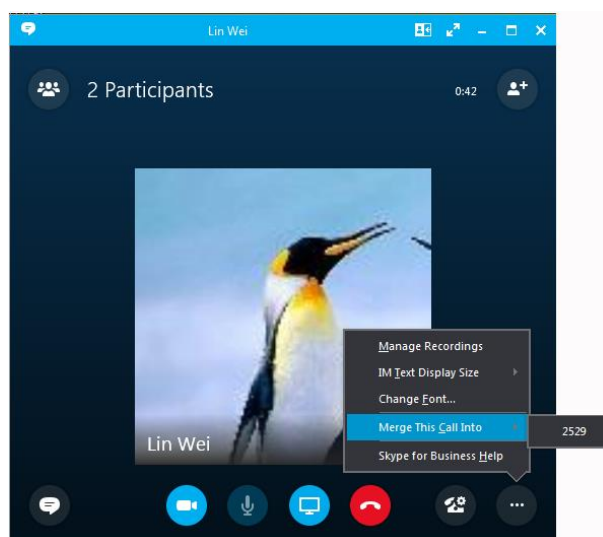 Lin Wei
2 Participants
0:42
Manage Recordings
IM Text Display Size
Change Font...
Merge This Call Into
2529
Skype for Business Help
Lin Wei